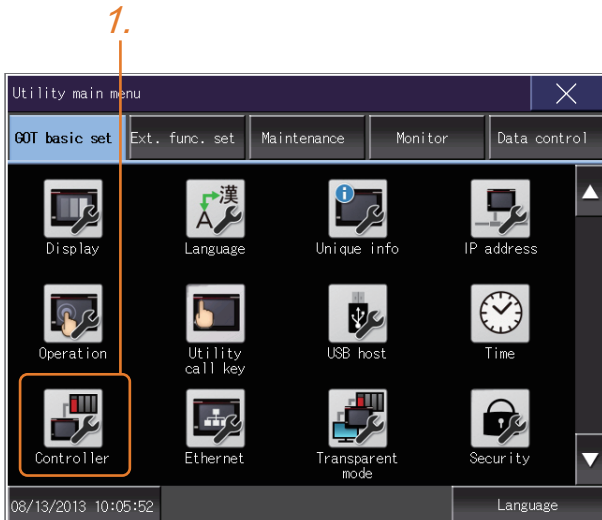 1.
Utility main menu
GOT basic set
Ext. func. set
Maintenance
Monitor
Data control
漢
A
Display
Language
Unique info
IP address
Operation
Utility
call key
USB host
Time
Controller
Ethernet
Transparent
mode
Security
08/13/2013 10:05:52
Language